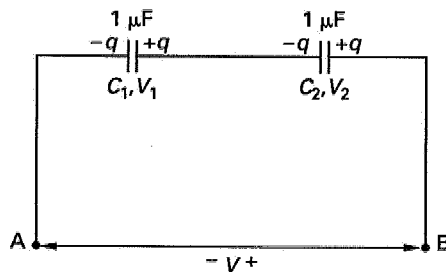 1 μF 1 μF
−q +q −q +q
C₁,V₁ C₂,V₂
A B
− V +